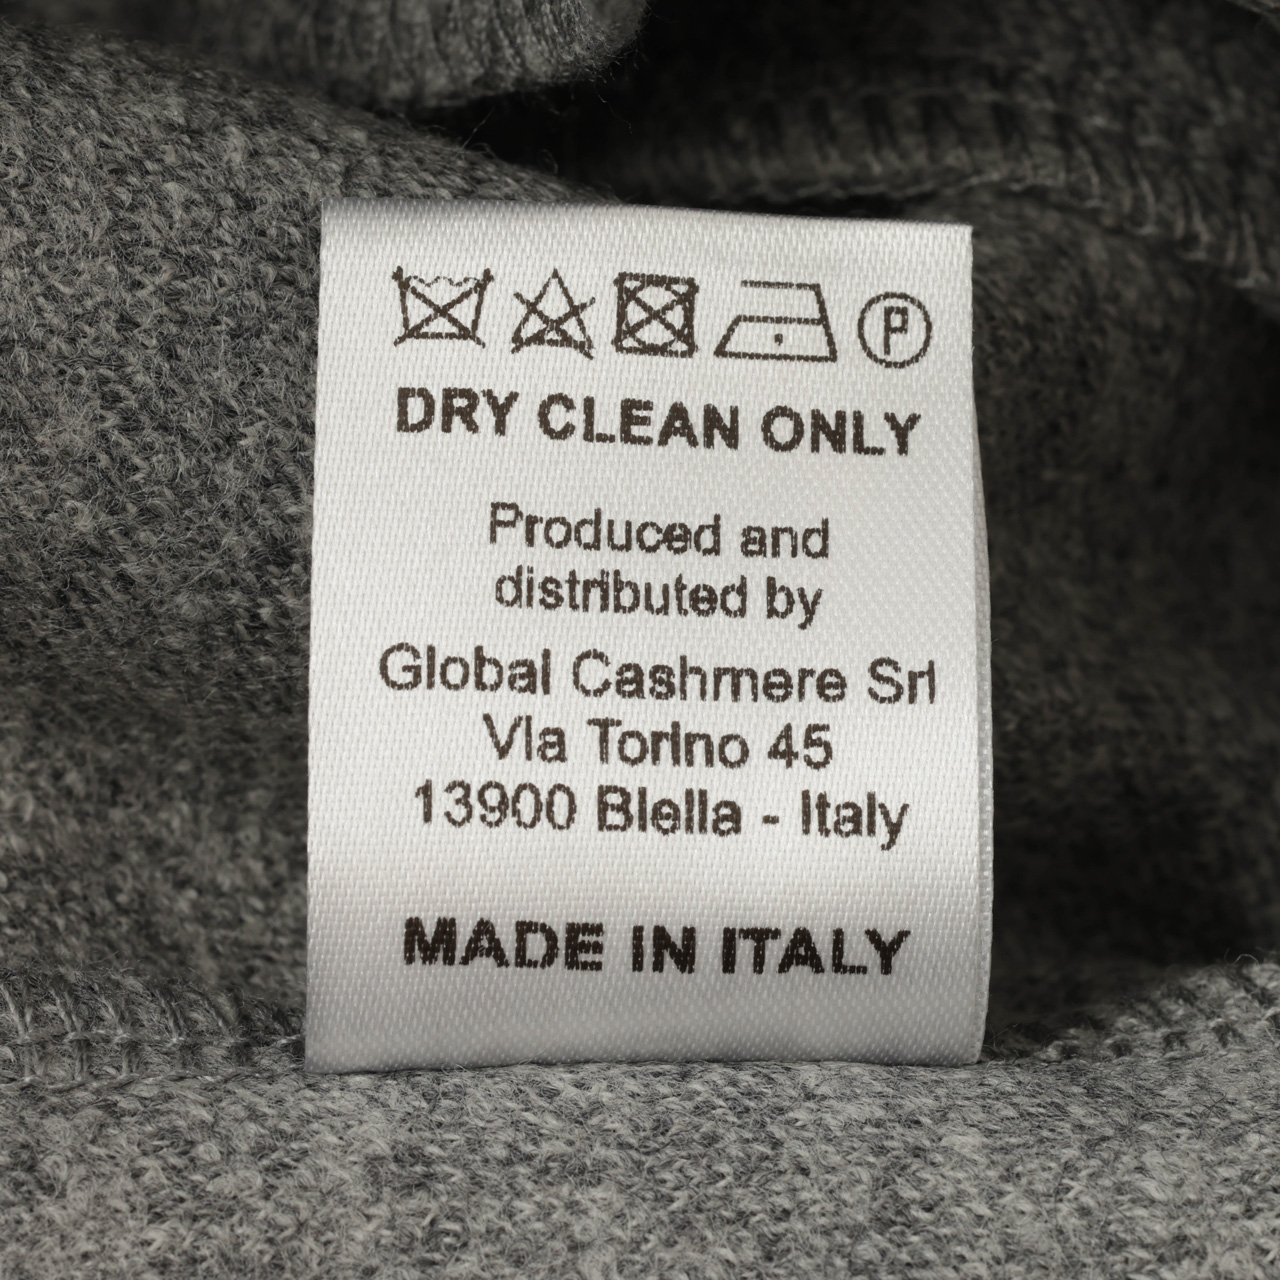 P
DRY CLEAN ONLY
Produced and
distributed by
Global Cashmere Srl
Via Torino 45
13900 Biella - Italy
MADE IN ITALY